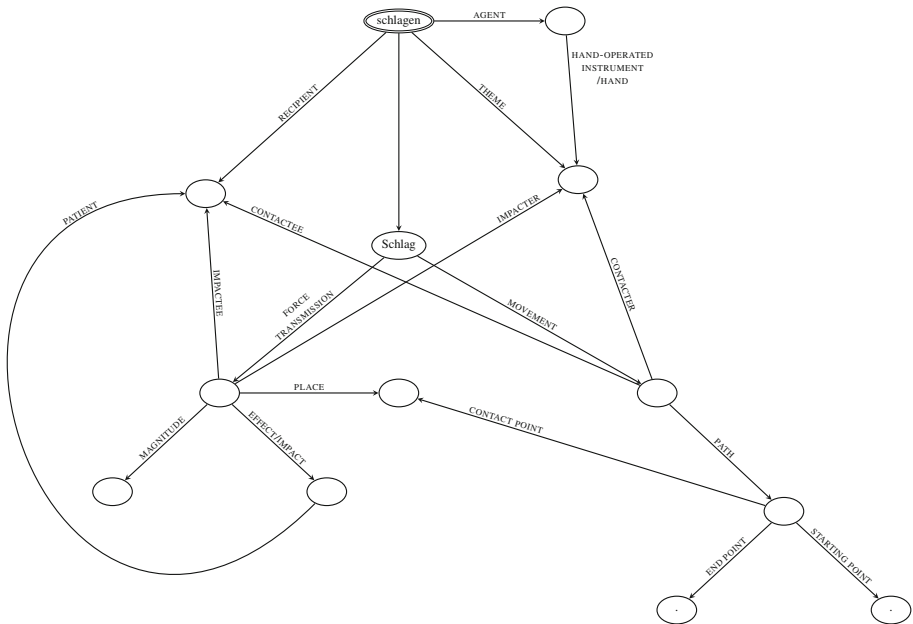 schlagen
AGENT
HAND-OPERATED
INSTRUMENT
/HAND
RECIPIENT
THEME
PATIENT
CONTACTEE
IMPACTER
Schlag
IMPACTEE
FORCE
TRANSMISSION
MOVEMENT
CONTACTER
PLACE
MAGNITUDE
EFFECT/IMPACT
CONTACT POINT
PATH
END POINT
STARTING POINT
.
.